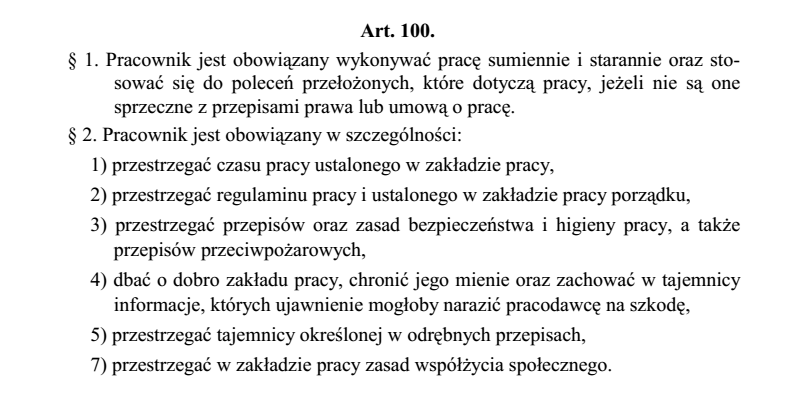 Art. 100.
§ 1. Pracownik jest obowiązany wykonywać pracę sumiennie i starannie oraz sto-
sować się do poleceń przełożonych, które dotyczą pracy, jeżeli nie są one
sprzeczne z przepisami prawa lub umową o pracę.
§ 2. Pracownik jest obowiązany w szczególności:
1) przestrzegać czasu pracy ustalonego w zakładzie pracy,
2) przestrzegać regulaminu pracy i ustalonego w zakładzie pracy porządku,
3) przestrzegać przepisów oraz zasad bezpieczeństwa i higieny pracy, a także
przepisów przeciwpożarowych,
4) dbać o dobro zakładu pracy, chronić jego mienie oraz zachować w tajemnicy
informacje, których ujawnienie mogłoby narazić pracodawcę na szkodę,
5) przestrzegać tajemnicy określonej w odrębnych przepisach,
7) przestrzegać w zakładzie pracy zasad współżycia społecznego.